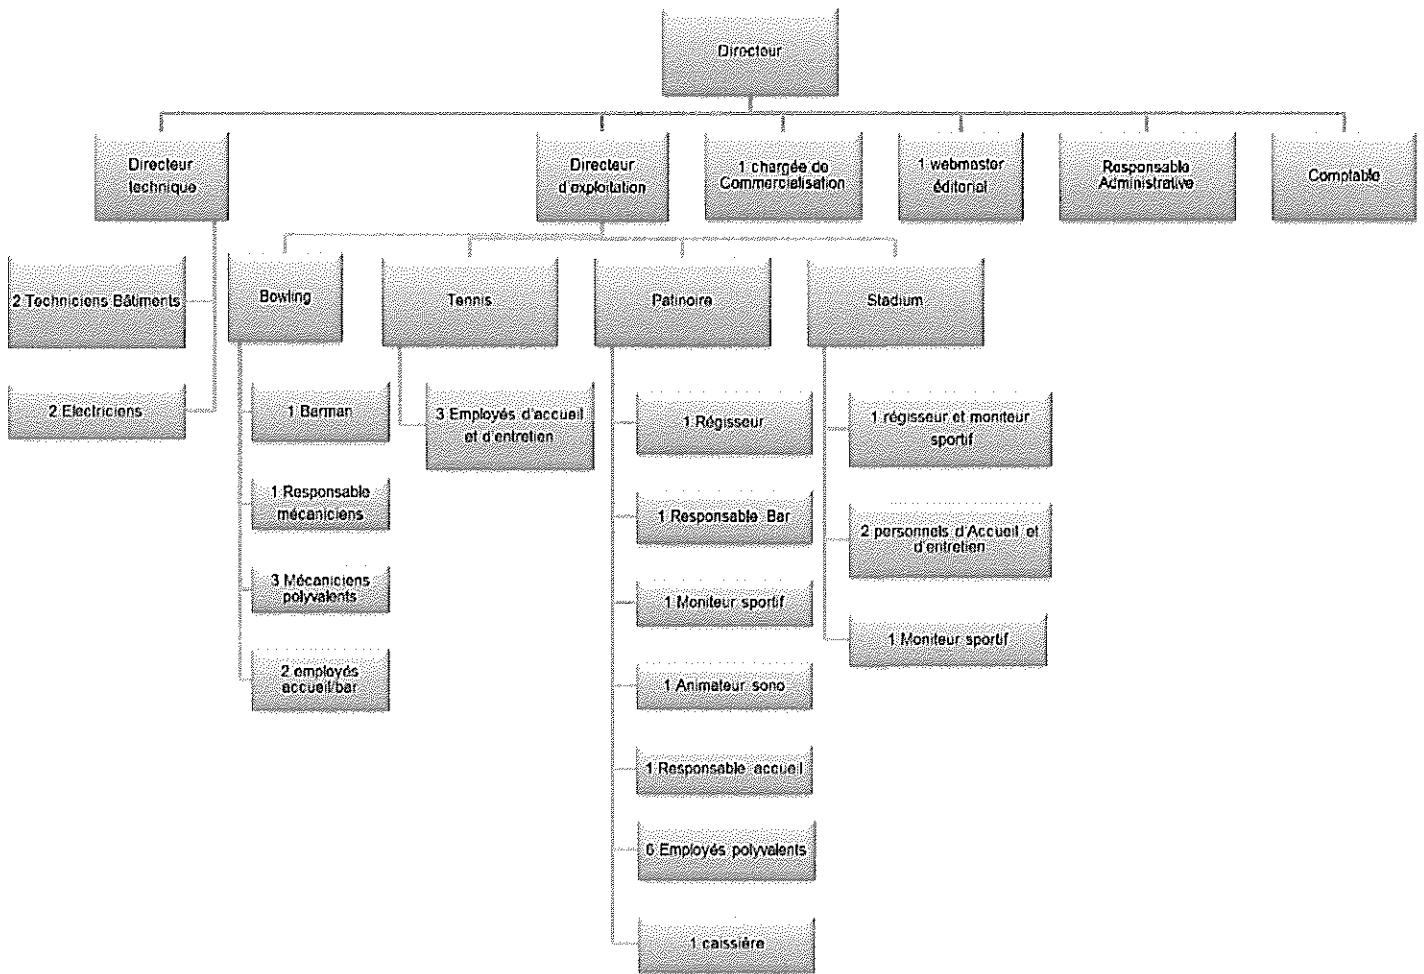 Directeur
Directeur
technique
Directeur
d'exploitation
1 chargée de
Commercialisation
1 webmaster
éditorial
Responsable
Administrative
Comptable
2 Techniciens Bâtiments
2 Electriciens
Bowling
1 Barman
1 Responsable
mécaniciens
3 Mécaniciens
polyvalents
2 employés
accueil/bar
Tennis
3 Employés d'accueil
et d'entretien
Patinoire
1 Régisseur
1 Responsable Bar
1 Moniteur sportif
1 Animateur sono
1 Responsable accueil
6 Employés polyvalents
1 caissière
Stadium
1 régisseur et moniteur
sportif
2 personnels d'Accueil et
d'entretien
1 Moniteur sportif